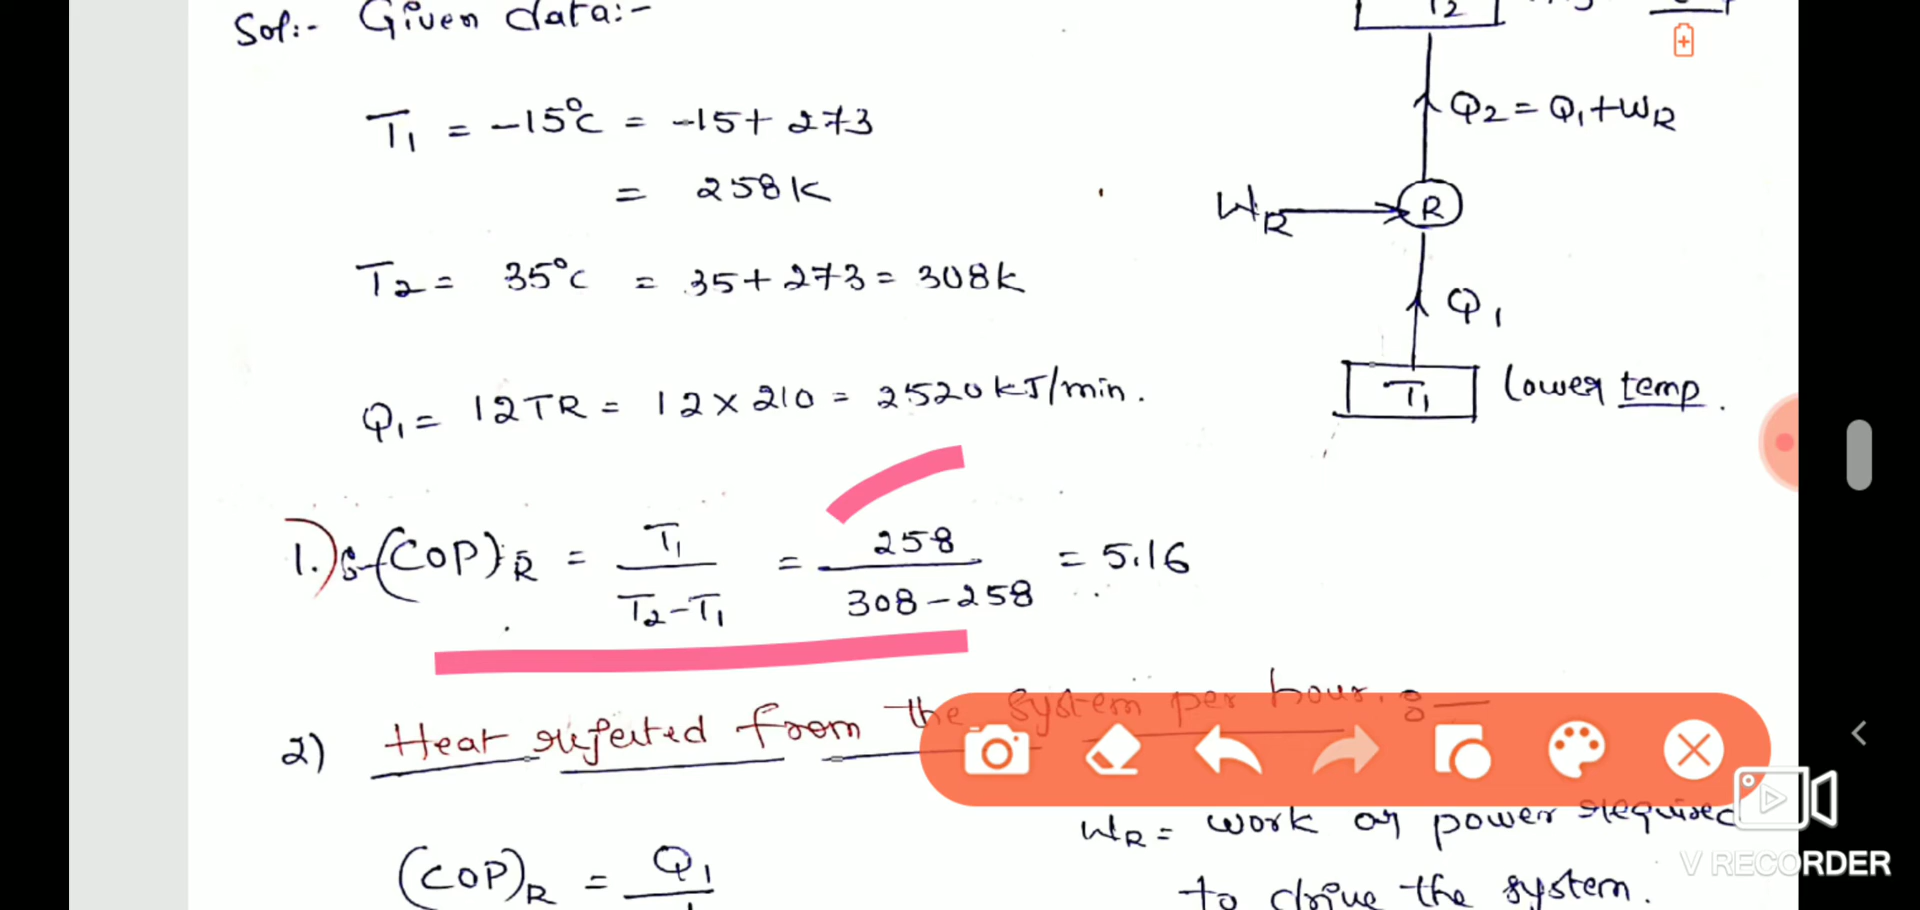 Sol:- Given data:-
T₂
T₁ = -15°C = -15+273
= 258K
T₂ = 35°C = 35+273 = 308K
Q₁ = 12TR = 12 × 210 = 2520 kJ/min.
Q₂ = Q₁+WR
WR
R
Q₁
T₁ lower temp.
1.) (COP)R = T₁ / T₂-T₁ = 258 / 308-258 = 5.16
2) Heat rejected from the system per hour.:-
(COP)R = Q₁
WR = work or power required
to drive the system.
V RECORDER